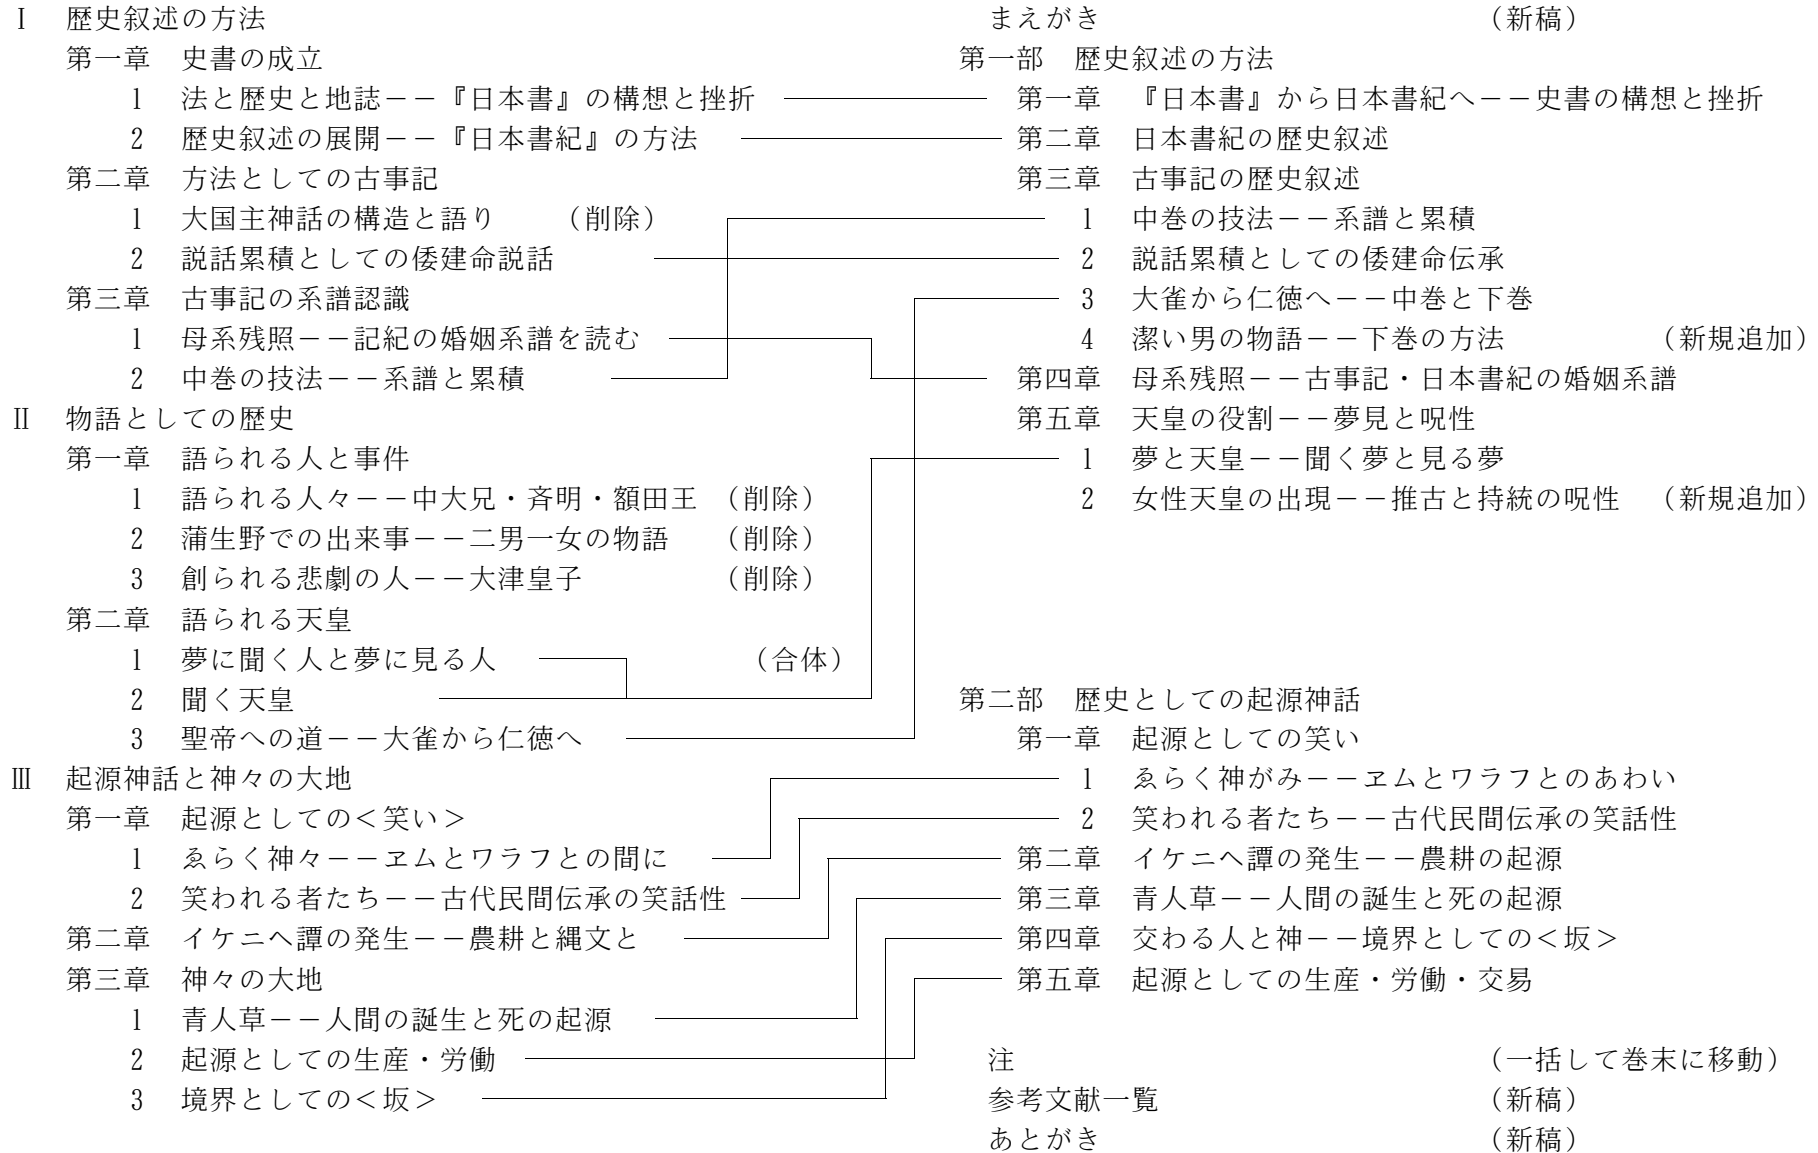 Ⅰ 歴史叙述の方法
第一章 史書の成立
1 法と歴史と地誌－－『日本書』の構想と挫折
2 歴史叙述の展開－－『日本書紀』の方法
第二章 方法としての古事記
1 大国主神話の構造と語り （削除）
2 説話累積としての倭建命説話
第三章 古事記の系譜認識
1 母系残照－－記紀の婚姻系譜を読む
2 中巻の技法－－系譜と累積
Ⅱ 物語としての歴史
第一章 語られる人と事件
1 語られる人々－－中大兄・斉明・額田王 （削除）
2 蒲生野での出来事－－二男一女の物語 （削除）
3 創られる悲劇の人－－大津皇子 （削除）
第二章 語られる天皇
1 夢に聞く人と夢に見る人 （合体）
2 聞く天皇
3 聖帝への道－－大雀から仁徳へ
Ⅲ 起源神話と神々の大地
第一章 起源としての＜笑い＞
1 ゑらく神々－－ヱムとワラフとの間に
2 笑われる者たち－－古代民間伝承の笑話性
第二章 イケニヘ譚の発生－－農耕と縄文と
第三章 神々の大地
1 青人草－－人間の誕生と死の起源
2 起源としての生産・労働
3 境界としての＜坂＞
まえがき （新稿）
第一部 歴史叙述の方法
第一章 『日本書』から日本書紀へ－－史書の構想と挫折
第二章 日本書紀の歴史叙述
第三章 古事記の歴史叙述
1 中巻の技法－－系譜と累積
2 説話累積としての倭建命伝承
3 大雀から仁徳へ－－中巻と下巻
4 潔い男の物語－－下巻の方法 （新規追加）
第四章 母系残照－－古事記・日本書紀の婚姻系譜
第五章 天皇の役割－－夢見と呪性
1 夢と天皇－－聞く夢と見る夢
2 女性天皇の出現－－推古と持統の呪性 （新規追加）
第二部 歴史としての起源神話
第一章 起源としての笑い
1 ゑらく神がみ－－ヱムとワラフとのあわい
2 笑われる者たち－－古代民間伝承の笑話性
第二章 イケニヘ譚の発生－－農耕の起源
第三章 青人草－－人間の誕生と死の起源
第四章 交わる人と神－－境界としての＜坂＞
第五章 起源としての生産・労働・交易
注 （一括して巻末に移動）
参考文献一覧 （新稿）
あとがき （新稿）